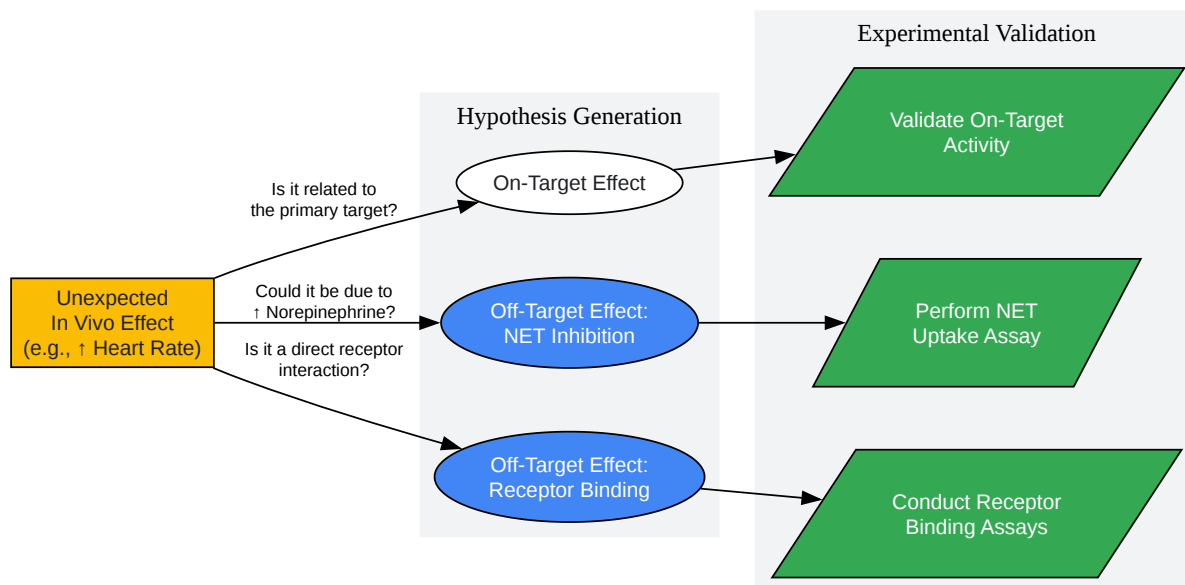 Experimental Validation
Hypothesis Generation
Validate On-Target
Activity
On-Target Effect
Is it related to
the primary target?
Unexpected
In Vivo Effect
(e.g., ↑ Heart Rate)
Could it be due to
↑ Norepinephrine?
Off-Target Effect:
NET Inhibition
Perform NET
Uptake Assay
Is it a direct receptor
interaction?
Off-Target Effect:
Receptor Binding
Conduct Receptor
Binding Assays